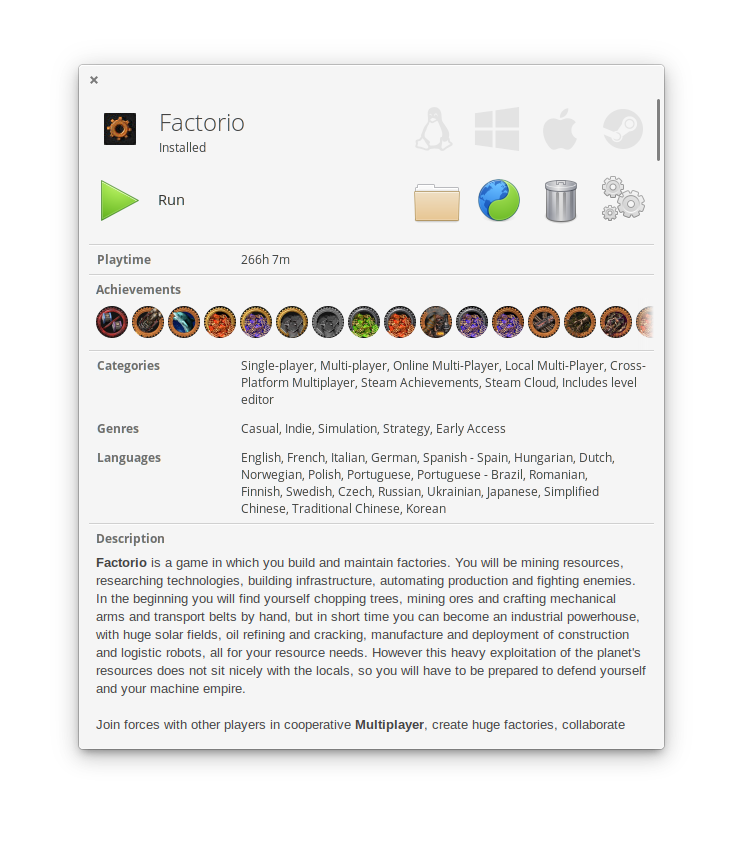 Factorio
Installed
Run
Playtime 266h 7m
Achievements
Categories Single-player, Multi-player, Online Multi-Player, Local Multi-Player, Cross-
Platform Multiplayer, Steam Achievements, Steam Cloud, Includes level
editor
Genres Casual, Indie, Simulation, Strategy, Early Access
Languages English, French, Italian, German, Spanish - Spain, Hungarian, Dutch,
Norwegian, Polish, Portuguese, Portuguese - Brazil, Romanian,
Finnish, Swedish, Czech, Russian, Ukrainian, Japanese, Simplified
Chinese, Traditional Chinese, Korean
Description
Factorio is a game in which you build and maintain factories. You will be mining resources,
researching technologies, building infrastructure, automating production and fighting enemies.
In the beginning you will find yourself chopping trees, mining ores and crafting mechanical
arms and transport belts by hand, but in short time you can become an industrial powerhouse,
with huge solar fields, oil refining and cracking, manufacture and deployment of construction
and logistic robots, all for your resource needs. However this heavy exploitation of the planet's
resources does not sit nicely with the locals, so you will have to be prepared to defend yourself
and your machine empire.
Join forces with other players in cooperative Multiplayer, create huge factories, collaborate